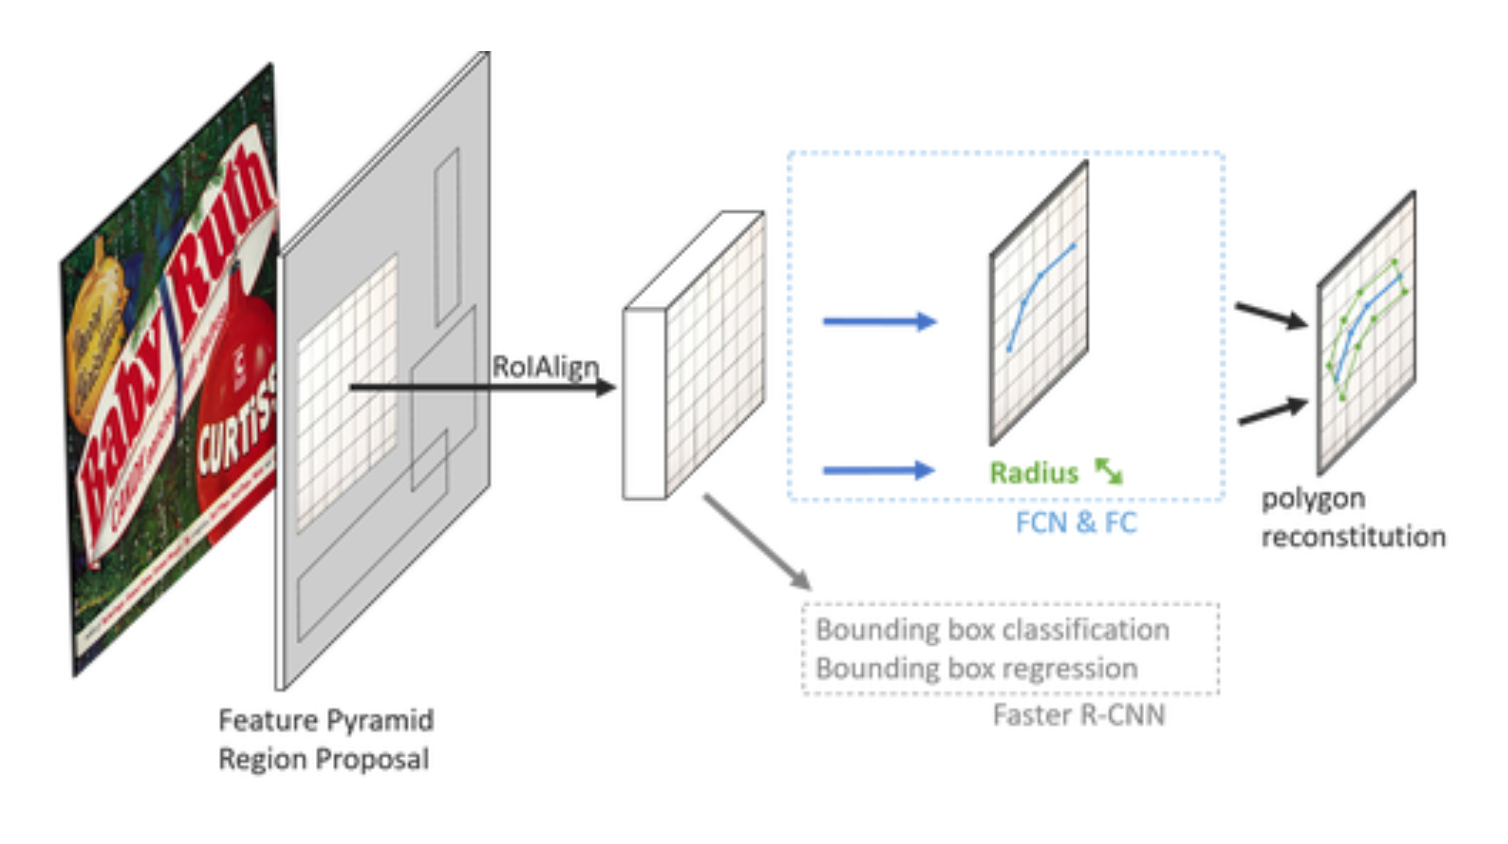 Baby Ruth
CURTISS
RoIAlign
Radius
FCN & FC
polygon
reconstitution
Bounding box classification
Bounding box regression
Faster R-CNN
Feature Pyramid
Region Proposal